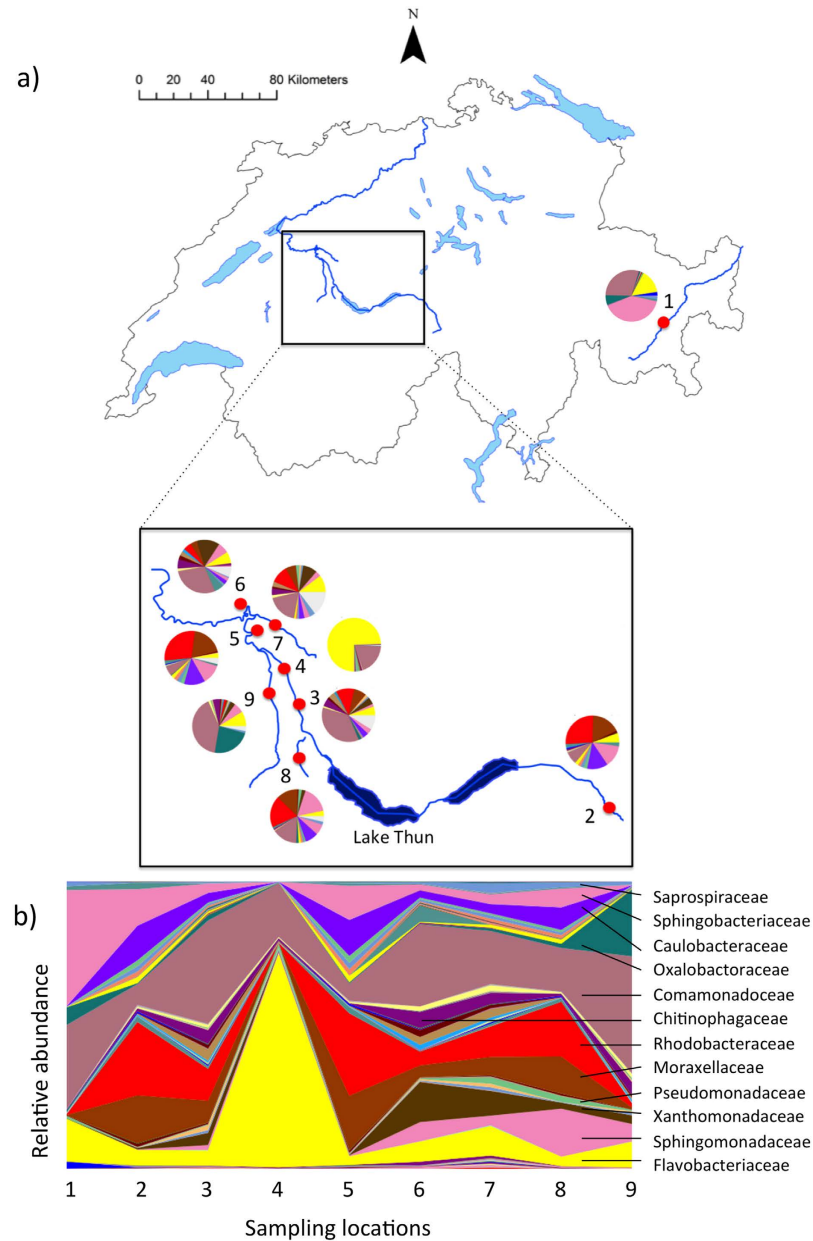 N
a)
0 20 40 80 Kilometers
1
6
5
7
4
9
3
8
2
Lake Thun
b)
Relative abundance
Saprospiraceae
Sphingobacteriaceae
Caulobacteraceae
Oxalobactoraceae
Comamonadoceae
Chitinophagaceae
Rhodobacteraceae
Moraxellaceae
Pseudomonadaceae
Xanthomonadaceae
Sphingomonadaceae
Flavobacteriaceae
1 2 3 4 5 6 7 8 9
Sampling locations